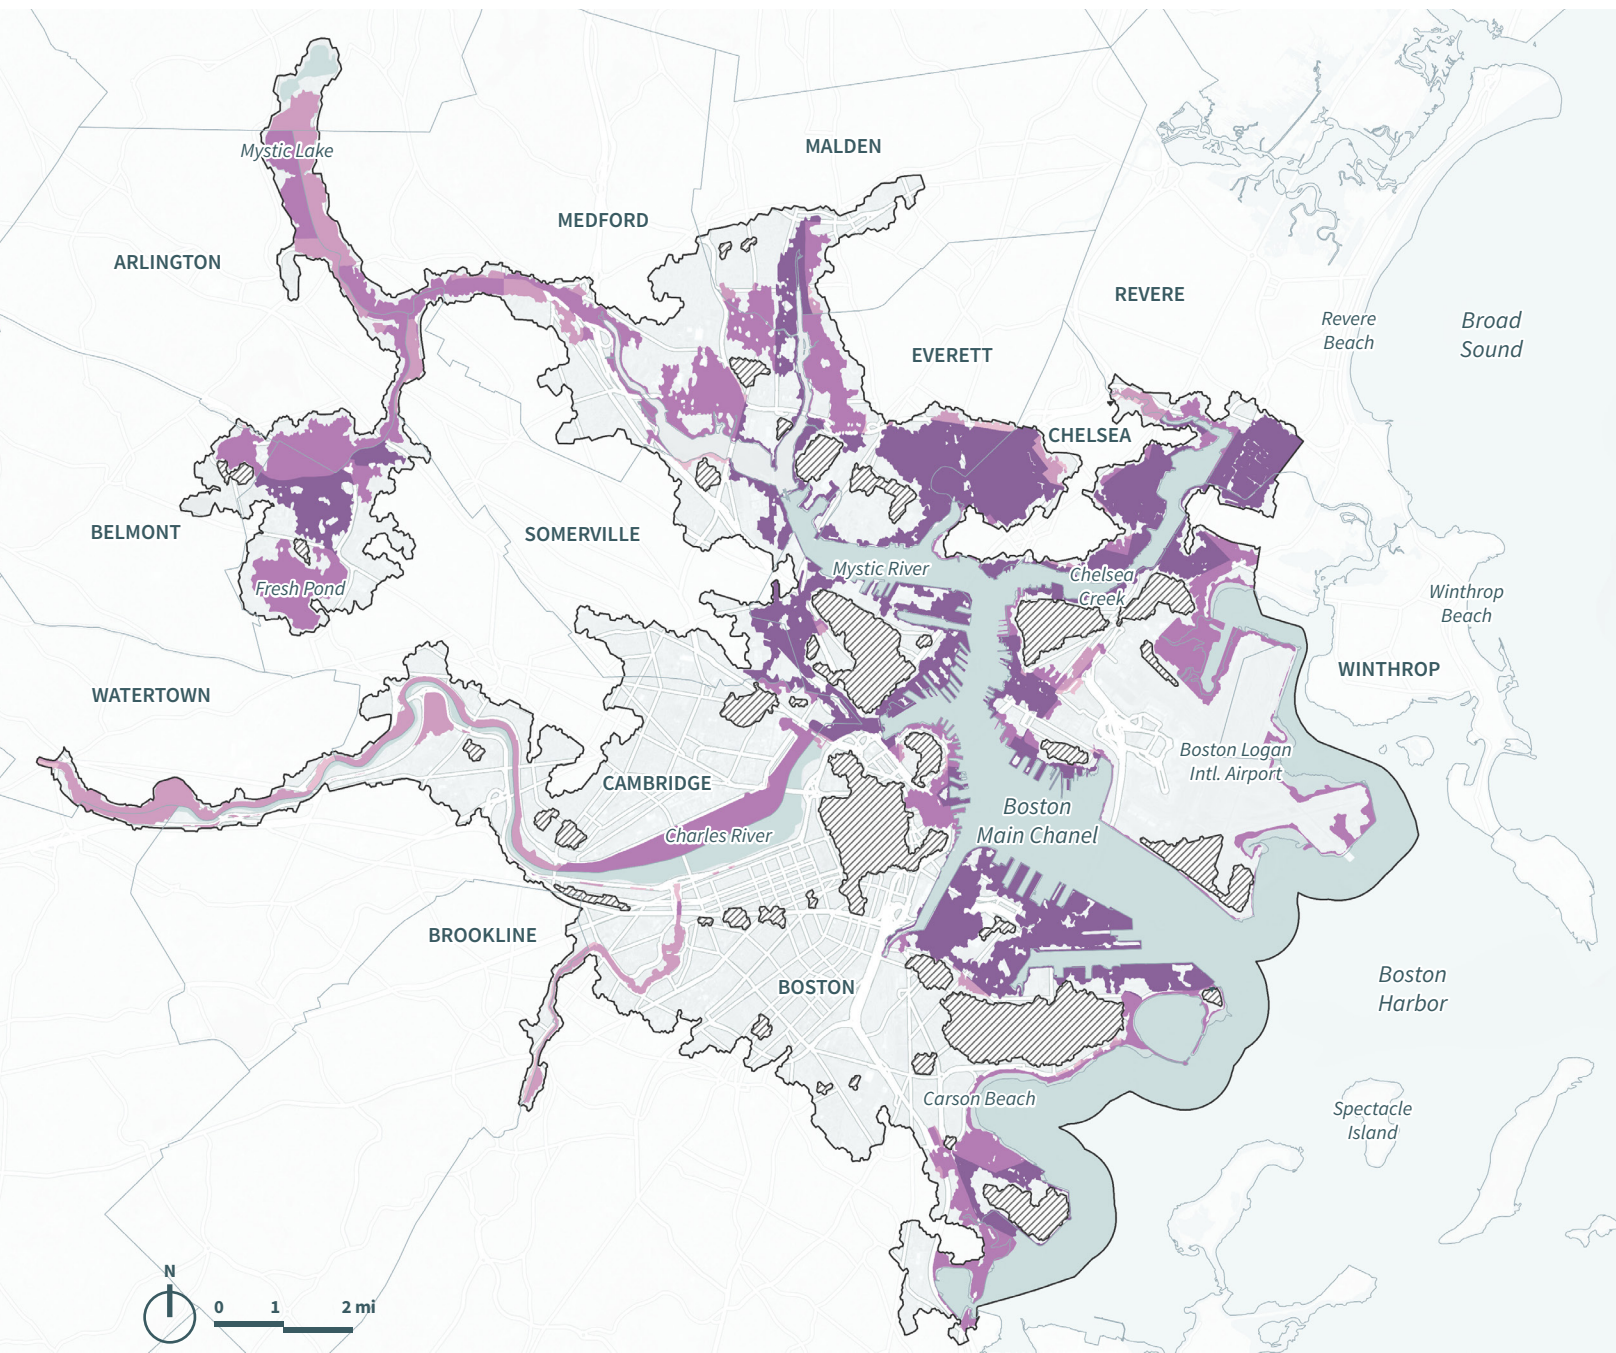 MALDEN
Mystic Lake
MEDFORD
ARLINGTON
REVERE
Revere
Beach
Broad
Sound
EVERETT
CHELSEA
BELMONT
SOMERVILLE
Mystic River
Chelsea
Creek
Fresh Pond
Winthrop
Beach
WINTHROP
WATERTOWN
Boston Logan
Intl. Airport
CAMBRIDGE
Boston
Main Chanel
Charles River
BROOKLINE
BOSTON
Boston
Harbor
Carson Beach
Spectacle
Island
N
0 1 2 mi